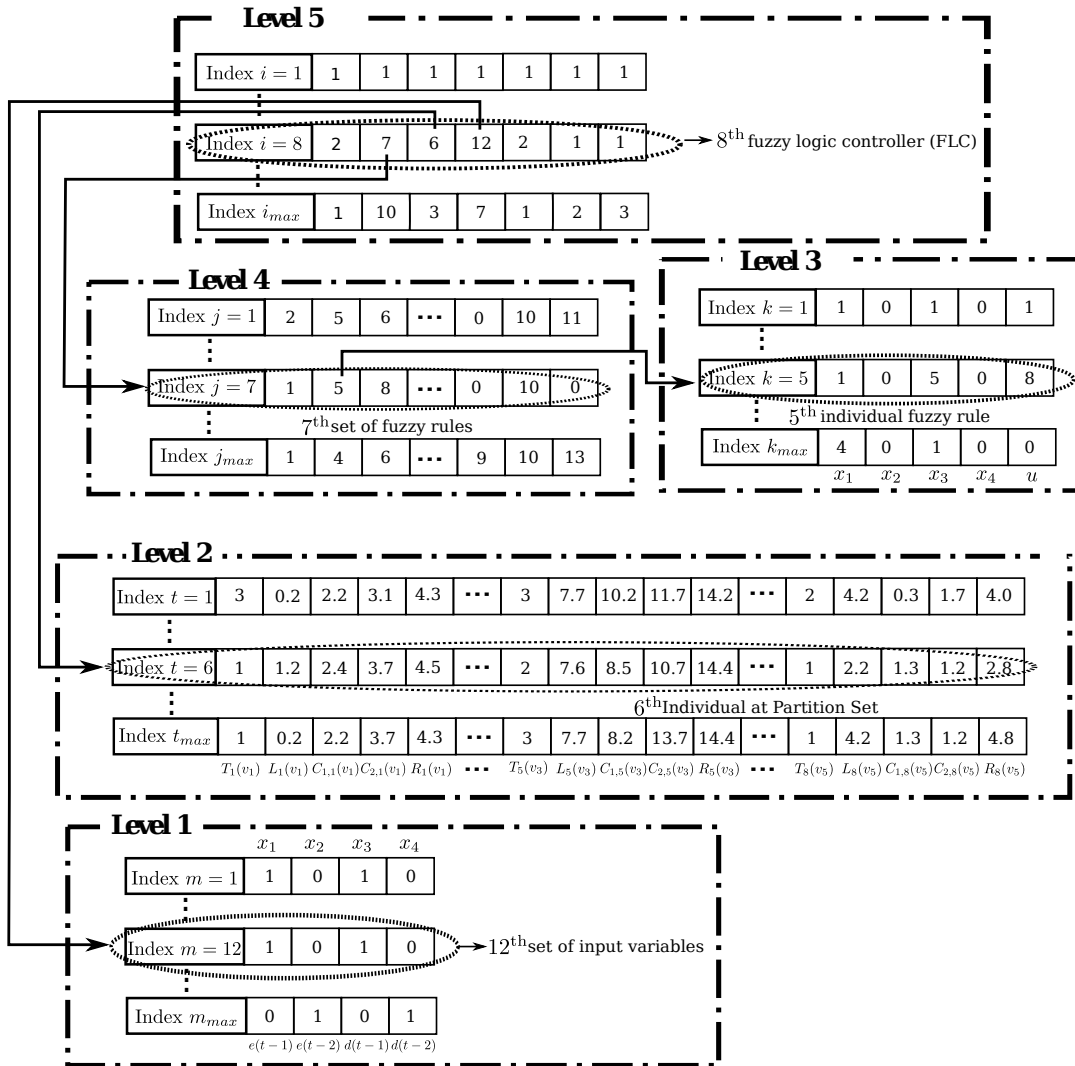 Level 5
Index i = 1 1 1 1 1 1 1 1
Index i = 8 2 7 6 12 2 1 1
8th fuzzy logic controller (FLC)
Index i_max 1 10 3 7 1 2 3
Level 4
Index j = 1 2 5 6 ... 0 10 11
Index j = 7 1 5 8 ... 0 10 0
7th set of fuzzy rules
Index j_max 1 4 6 ... 9 10 13
Level 3
Index k = 1 1 0 1 0 1
Index k = 5 1 0 5 0 8
5th individual fuzzy rule
Index k_max 4 0 1 0 0
x1 x2 x3 x4 u
Level 2
Index t = 1 3 0.2 2.2 3.1 4.3 ... 3 7.7 10.2 11.7 14.2 ... 2 4.2 0.3 1.7 4.0
Index t = 6 1 1.2 2.4 3.7 4.5 ... 2 7.6 8.5 10.7 14.4 ... 1 2.2 1.3 1.2 2.8
6th Individual at Partition Set
Index t_max 1 0.2 2.2 3.7 4.3 ... 3 7.7 8.2 13.7 14.4 ... 1 4.2 1.3 1.2 4.8
T1(v1) L1(v1) C1,1(v1) C2,1(v1) R1(v1) ... T5(v3) L5(v3) C1,5(v3) C2,5(v3) R5(v3) ... T8(v5) L8(v5) C1,8(v5) C2,8(v5) R8(v5)
Level 1
x1 x2 x3 x4
Index m = 1 1 0 1 0
Index m = 12 1 0 1 0
12th set of input variables
Index m_max 0 1 0 1
e(t − 1) e(t − 2) d(t − 1) d(t − 2)